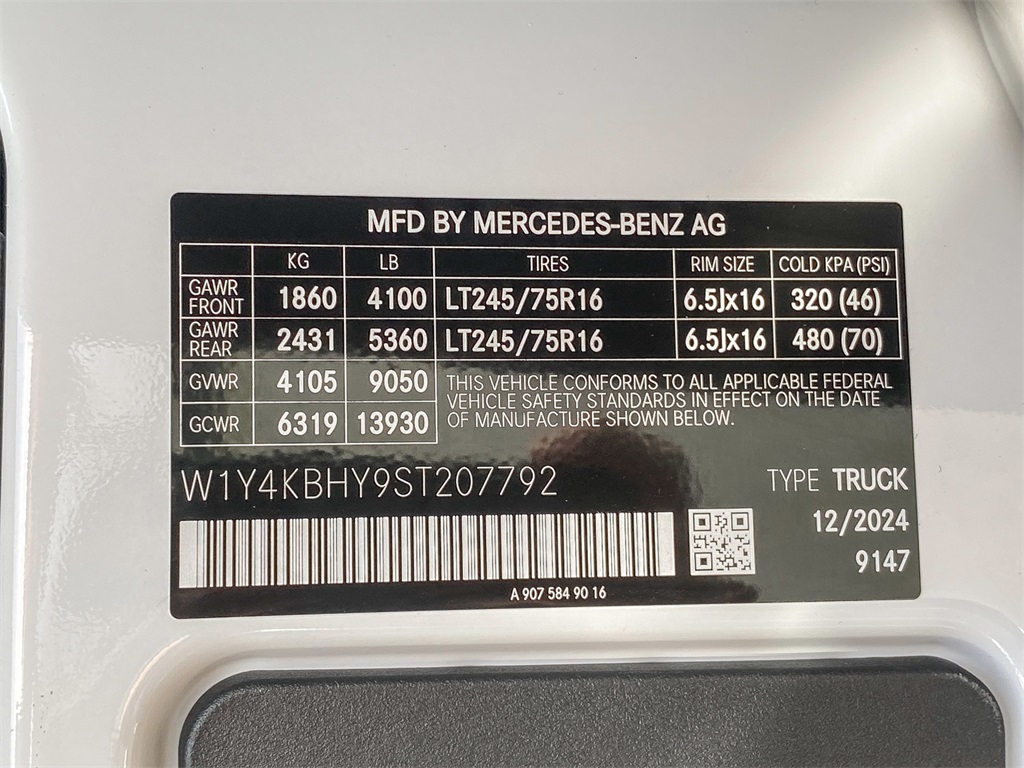 MFD BY MERCEDES-BENZ AG
KG LB TIRES RIM SIZE COLD KPA (PSI)
GAWR FRONT 1860 4100 LT245/75R16 6.5Jx16 320 (46)
GAWR REAR 2431 5360 LT245/75R16 6.5Jx16 480 (70)
GVWR 4105 9050
GCWR 6319 13930
THIS VEHICLE CONFORMS TO ALL APPLICABLE FEDERAL
VEHICLE SAFETY STANDARDS IN EFFECT ON THE DATE
OF MANUFACTURE SHOWN BELOW.
W1Y4KBHY9ST207792
TYPE TRUCK
12/2024
9147
A 907 584 90 16